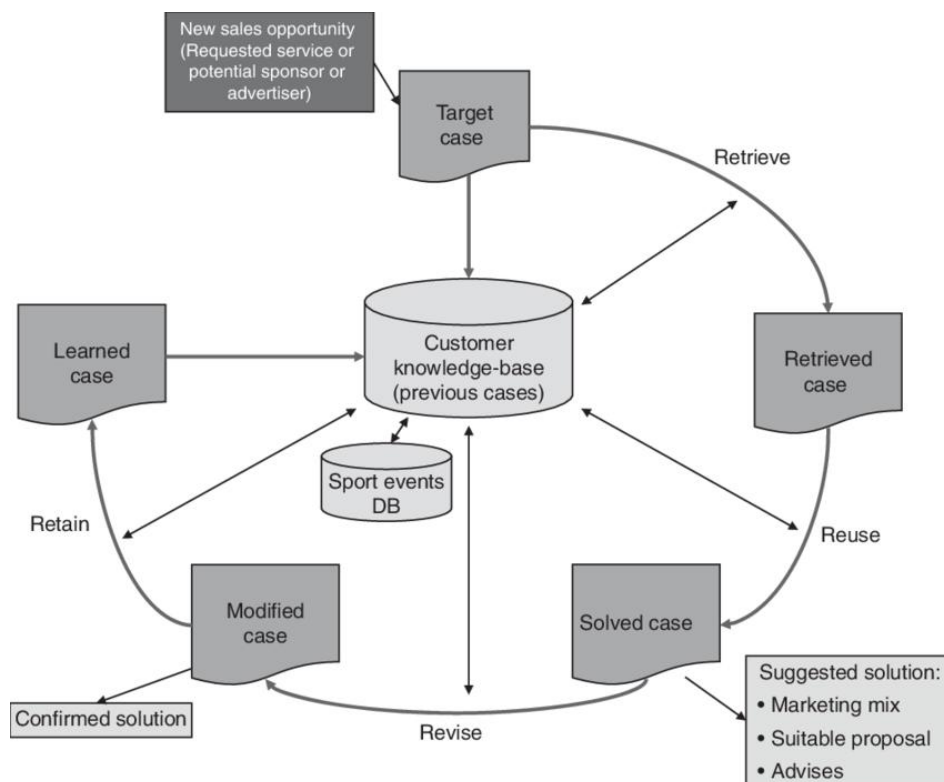 New sales opportunity
(Requested service or
potential sponsor or
advertiser)
Target
case
Retrieve
Customer
knowledge-base
(previous cases)
Learned
case
Retrieved
case
Sport events
DB
Retain
Reuse
Modified
case
Solved case
Suggested solution:
• Marketing mix
• Suitable proposal
• Advises
Confirmed solution
Revise